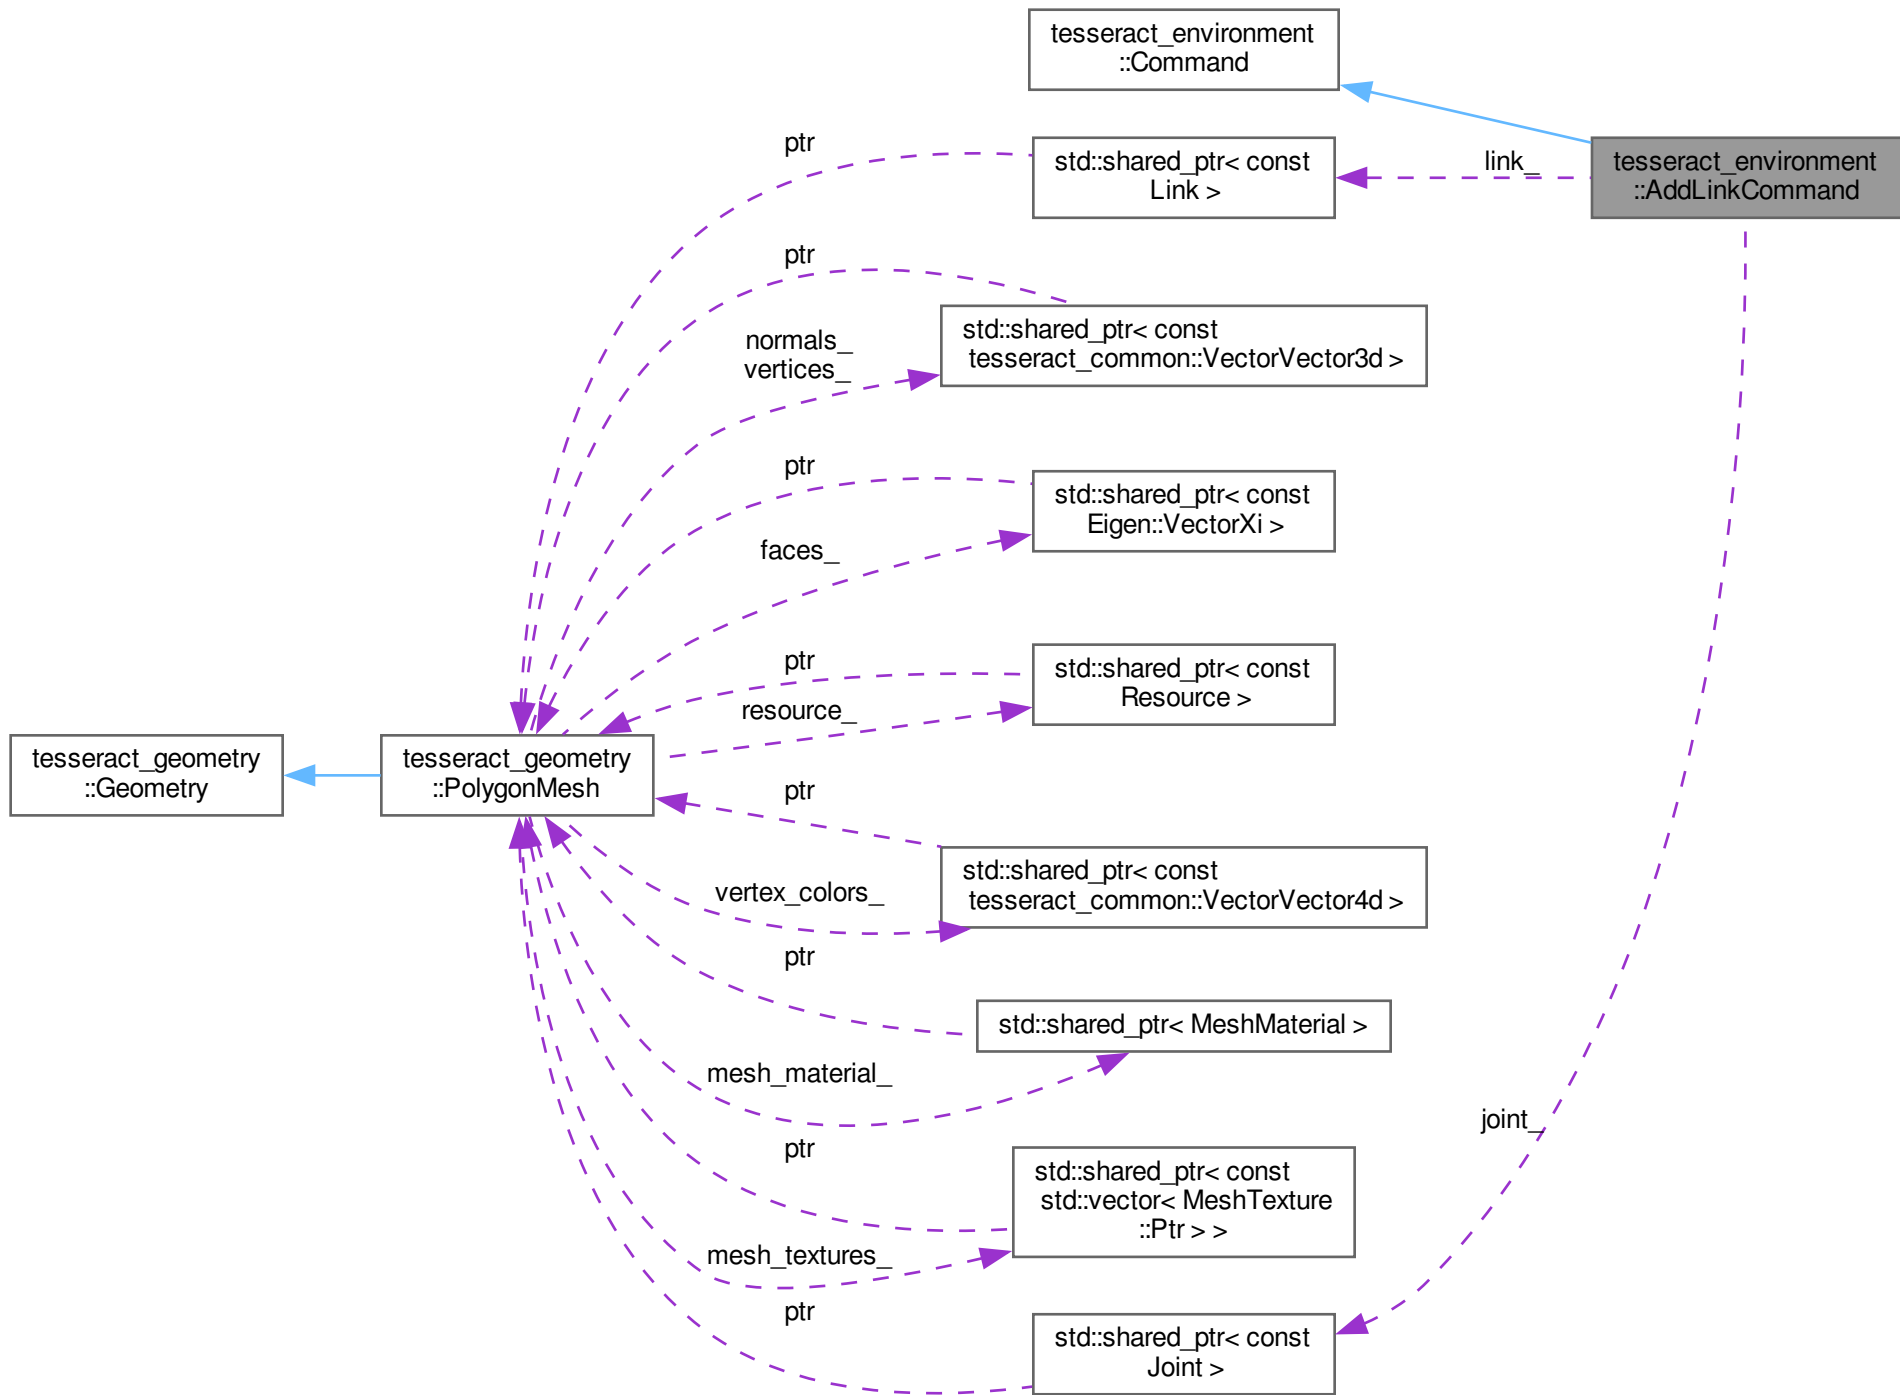 tesseract_environment
::Command
ptr
std::shared_ptr< const
Link >
link_
tesseract_environment
::AddLinkCommand
ptr
std::shared_ptr< const
tesseract_common::VectorVector3d >
normals_
vertices_
ptr
std::shared_ptr< const
Eigen::VectorXi >
faces_
ptr
std::shared_ptr< const
Resource >
resource_
tesseract_geometry
::Geometry
tesseract_geometry
::PolygonMesh
ptr
std::shared_ptr< const
tesseract_common::VectorVector4d >
vertex_colors_
ptr
std::shared_ptr< MeshMaterial >
mesh_material_
joint_
ptr
std::shared_ptr< const
std::vector< MeshTexture
::Ptr > >
mesh_textures_
ptr
std::shared_ptr< const
Joint >